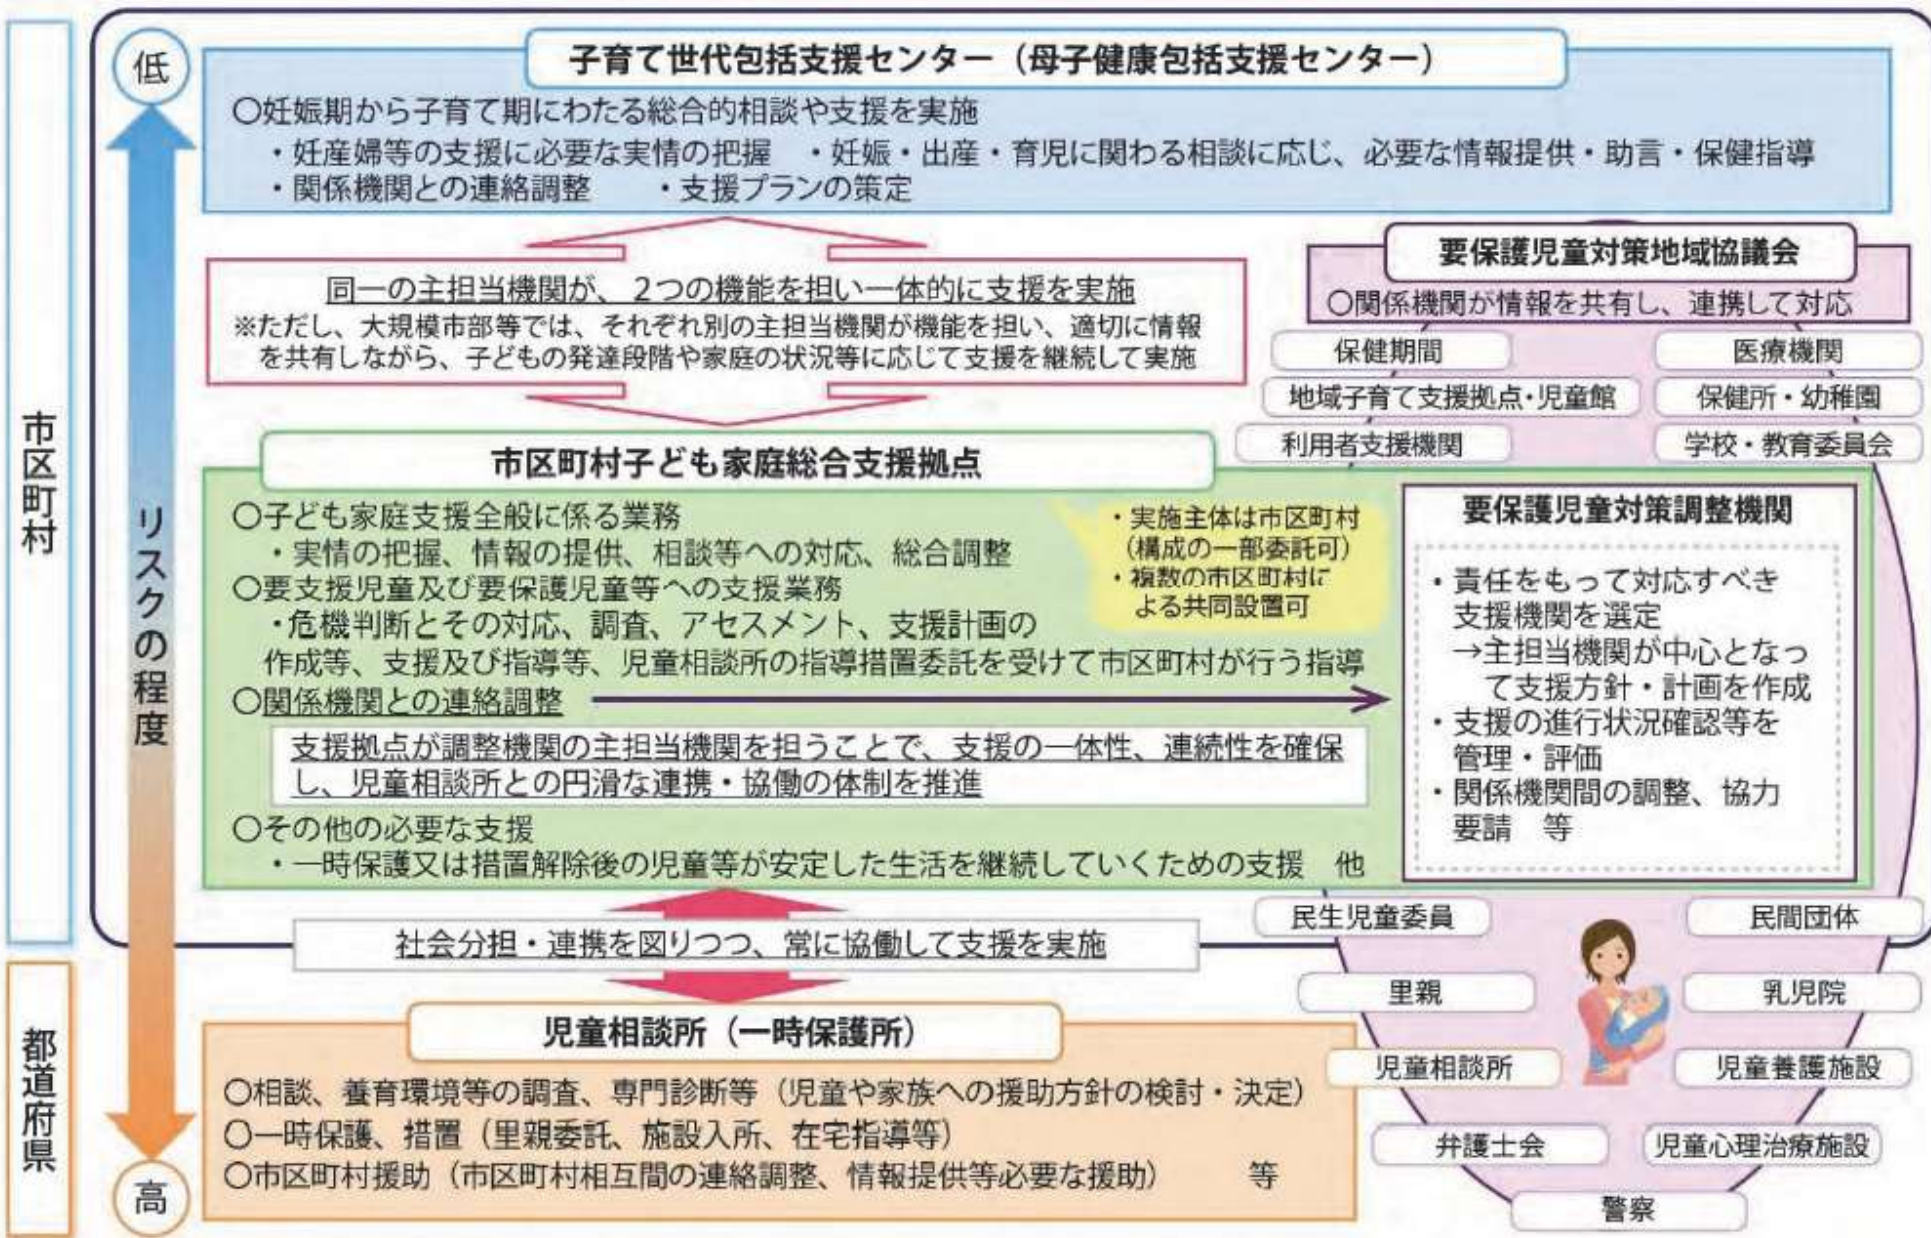 市区町村
都道府県
低
リスクの程度
高
子育て世代包括支援センター（母子健康包括支援センター）
〇妊娠期から子育て期にわたる総合的相談や支援を実施
・妊産婦等の支援に必要な実情の把握　・妊娠・出産・育児に関わる相談に応じ、必要な情報提供・助言・保健指導
・関係機関との連絡調整　　・支援プランの策定
同一の主担当機関が、２つの機能を担い一体的に支援を実施
※ただし、大規模市部等では、それぞれ別の主担当機関が機能を担い、適切に情報
を共有しながら、子どもの発達段階や家庭の状況等に応じて支援を継続して実施
要保護児童対策地域協議会
〇関係機関が情報を共有し、連携して対応
保健期間
医療機関
地域子育て支援拠点・児童館
保健所・幼稚園
利用者支援機関
学校・教育委員会
市区町村子ども家庭総合支援拠点
〇子ども家庭支援全般に係る業務
・実情の把握、情報の提供、相談等への対応、総合調整
〇要支援児童及び要保護児童等への支援業務
・危機判断とその対応、調査、アセスメント、支援計画の
作成等、支援及び指導等、児童相談所の指導措置委託を受けて市区町村が行う指導
〇関係機関との連絡調整
支援拠点が調整機関の主担当機関を担うことで、支援の一体性、連続性を確保
し、児童相談所との円滑な連携・協働の体制を推進
〇その他の必要な支援
・一時保護又は措置解除後の児童等が安定した生活を継続していくための支援　他
・実施主体は市区町村
（構成の一部委託可）
・複数の市区町村に
よる共同設置可
要保護児童対策調整機関
・責任をもって対応すべき
支援機関を選定
→主担当機関が中心となっ
て支援方針・計画を作成
・支援の進行状況確認等を
管理・評価
・関係機関間の調整、協力
要請　等
社会分担・連携を図りつつ、常に協働して支援を実施
民生児童委員
民間団体
里親
乳児院
児童相談所
児童養護施設
弁護士会
児童心理治療施設
警察
児童相談所（一時保護所）
〇相談、養育環境等の調査、専門診断等（児童や家族への援助方針の検討・決定）
〇一時保護、措置（里親委託、施設入所、在宅指導等）
〇市区町村援助（市区町村相互間の連絡調整、情報提供等必要な援助）　　　等